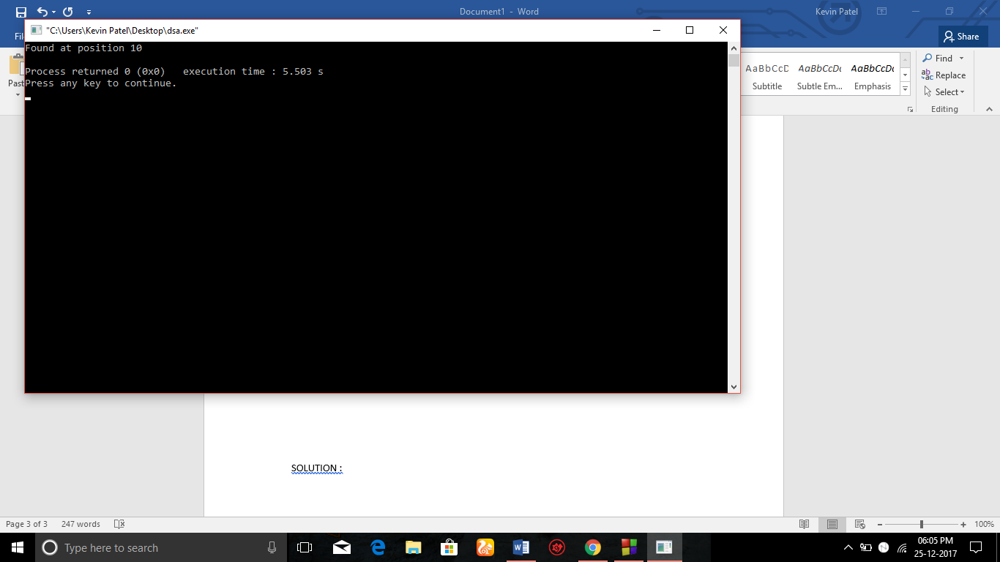 Document1 - Word
Kevin Patel
"C:\Users\Kevin Patel\Desktop\dsa.exe"
Share
Found at position 10
Process returned 0 (0x0)   execution time : 5.503 s
Press any key to continue.
AaBbCcD
AaBbCcDc
AaBbCcDc
Subtitle
Subtle Em...
Emphasis
Find
Replace
Select
Editing
SOLUTION :
Page 3 of 3
247 words
100%
Type here to search
06:05 PM
25-12-2017